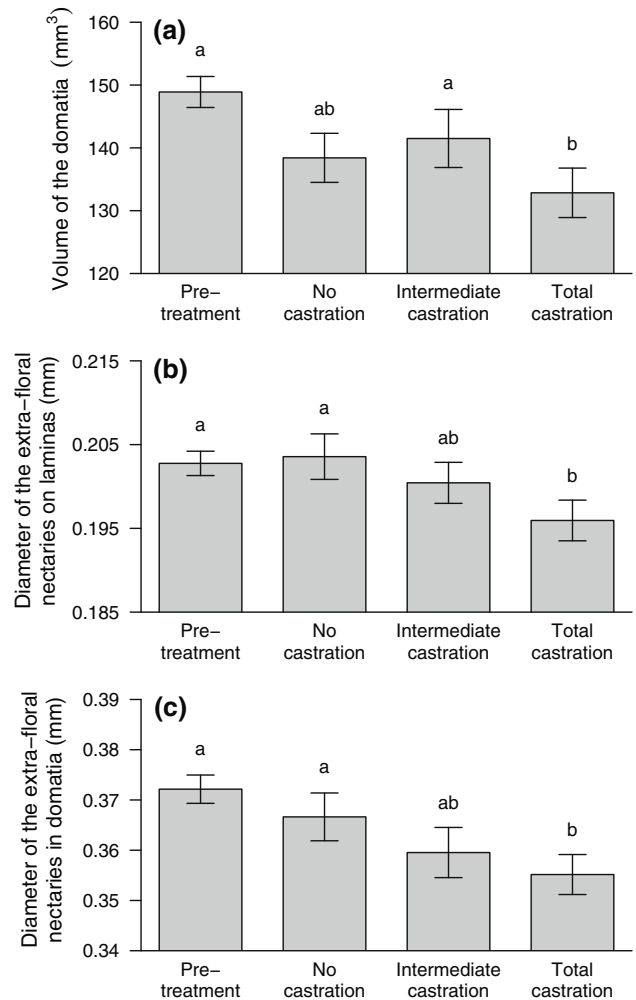 (a)
Volume of the domatia (mm³)
160
150
140
130
120
a
ab
a
b
Pre−
treatment
No
castration
Intermediate
castration
Total
castration
(b)
Diameter of the extra−floral
nectaries on laminas (mm)
0.215
0.205
0.195
0.185
a
a
ab
b
Pre−
treatment
No
castration
Intermediate
castration
Total
castration
(c)
Diameter of the extra−floral
nectaries in domatia (mm)
0.39
0.38
0.37
0.36
0.35
0.34
a
a
ab
b
Pre−
treatment
No
castration
Intermediate
castration
Total
castration